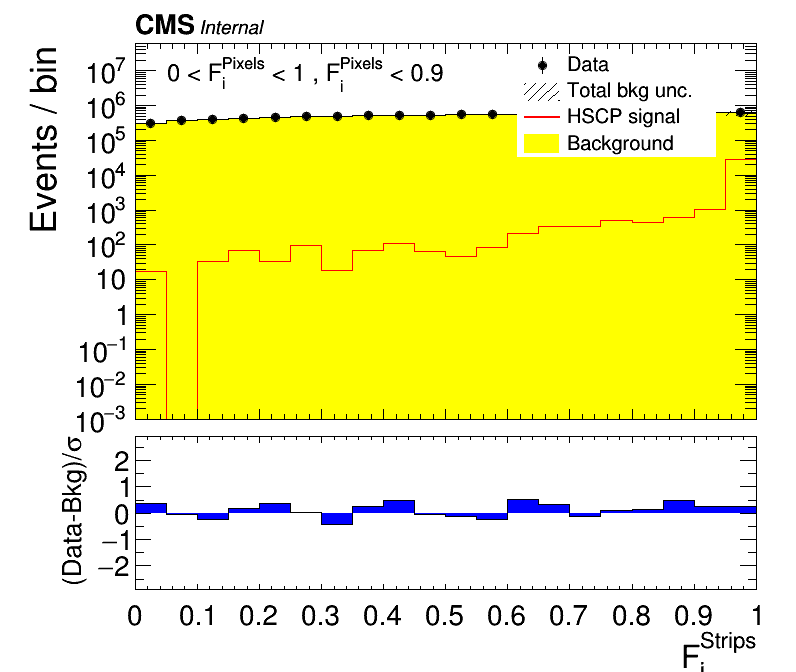 CMS Internal
0 < F_i^Pixels < 1 , F_i^Pixels < 0.9
Data
Total bkg unc.
HSCP signal
Background
Events / bin
10^7
10^6
10^5
10^4
10^3
10^2
10
1
10^−1
10^−2
10^−3
(Data-Bkg)/σ
2
1
0
−1
−2
0 0.1 0.2 0.3 0.4 0.5 0.6 0.7 0.8 0.9 1
F_i^Strips